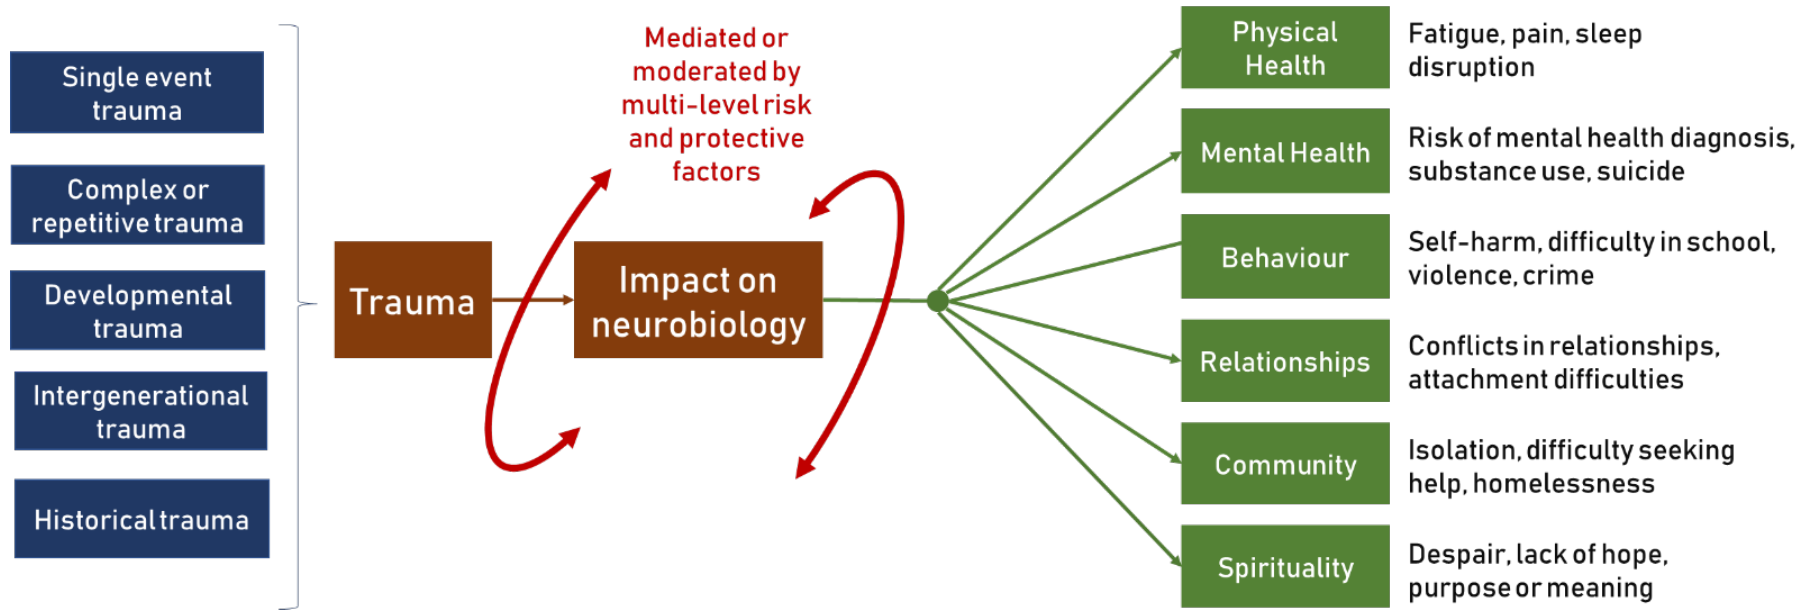 Single event
trauma
Complex or
repetitive trauma
Developmental
trauma
Intergenerational
trauma
Historical trauma
Trauma
Mediated or
moderated by
multi-level risk
and protective
factors
Impact on
neurobiology
Physical
Health
Fatigue, pain, sleep
disruption
Mental Health
Risk of mental health diagnosis,
substance use, suicide
Behaviour
Self-harm, difficulty in school,
violence, crime
Relationships
Conflicts in relationships,
attachment difficulties
Community
Isolation, difficulty seeking
help, homelessness
Spirituality
Despair, lack of hope,
purpose or meaning